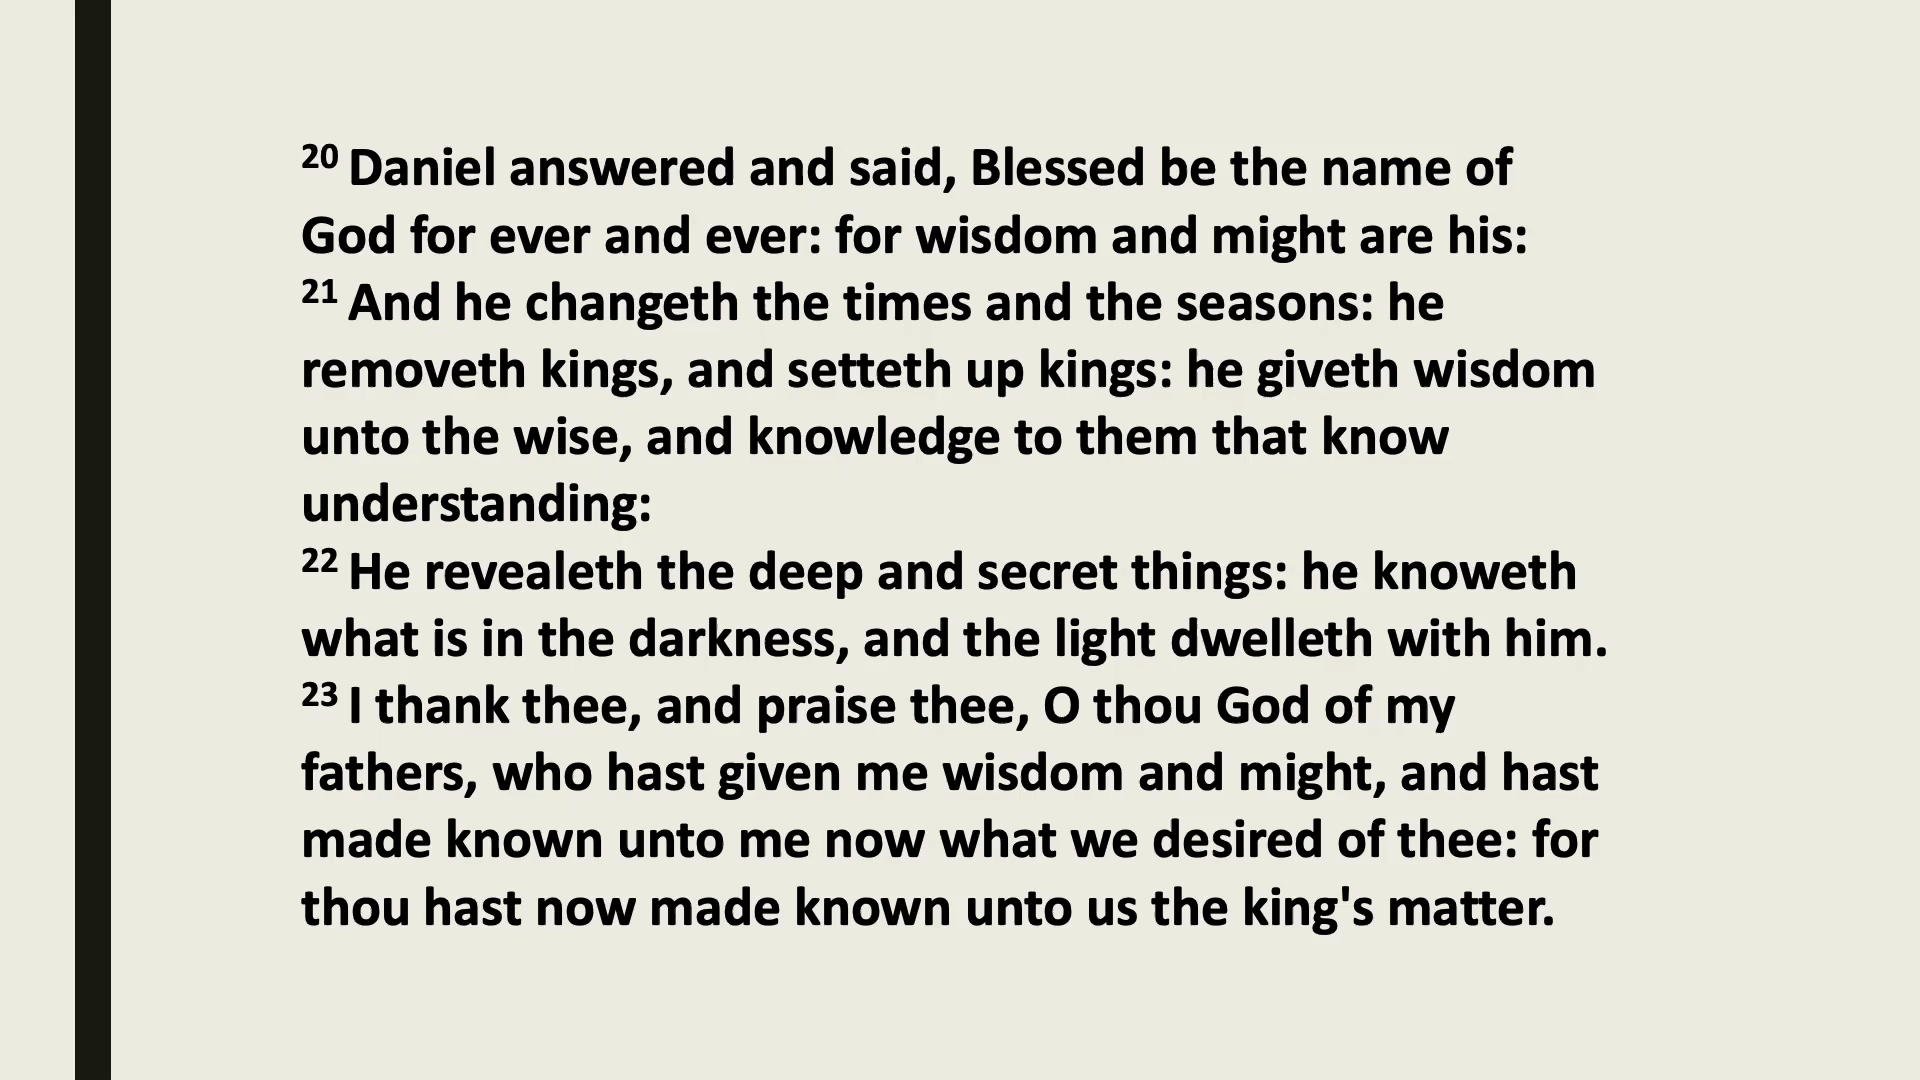 20 Daniel answered and said, Blessed be the name of
God for ever and ever: for wisdom and might are his:
21 And he changeth the times and the seasons: he
removeth kings, and setteth up kings: he giveth wisdom
unto the wise, and knowledge to them that know
understanding:
22 He revealeth the deep and secret things: he knoweth
what is in the darkness, and the light dwelleth with him.
23 I thank thee, and praise thee, O thou God of my
fathers, who hast given me wisdom and might, and hast
made known unto me now what we desired of thee: for
thou hast now made known unto us the king's matter.